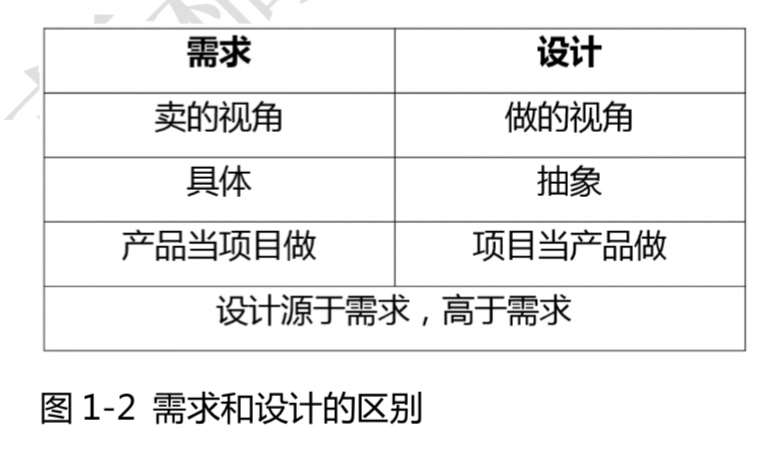 需求 设计
卖的视角 做的视角
具体 抽象
产品当项目做 项目当产品做
设计源于需求，高于需求
图 1-2 需求和设计的区别